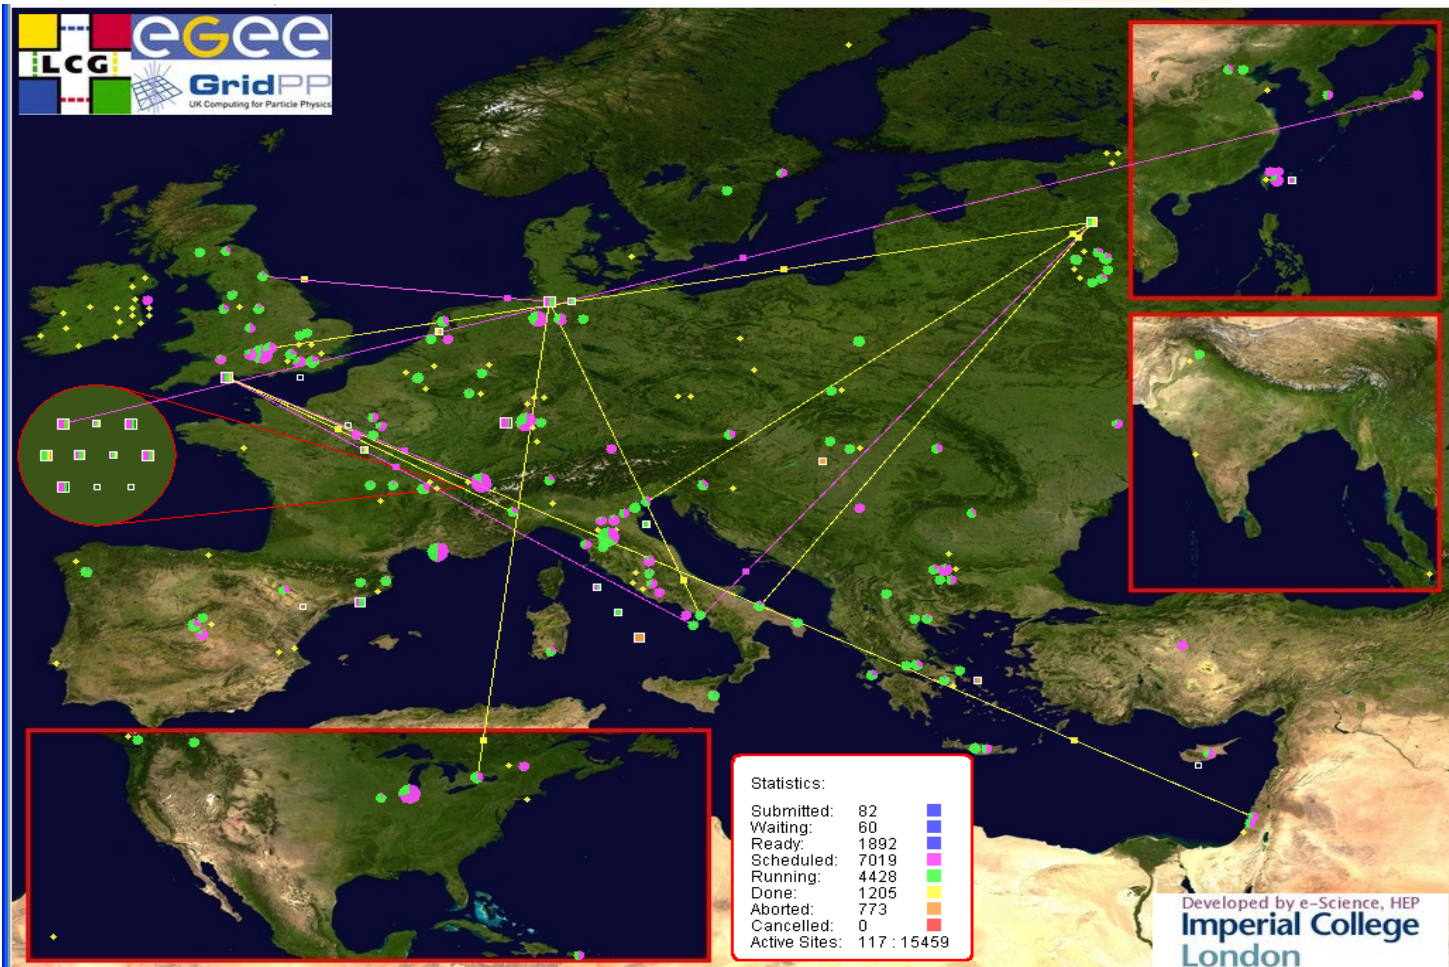 LCG
eGee
GridPP
UK Computing for Particle Physics
Statistics:
Submitted: 82
Waiting: 60
Ready: 1892
Scheduled: 7019
Running: 4428
Done: 1205
Aborted: 773
Cancelled: 0
Active Sites: 117 : 15459
Developed by e-Science, HEP
Imperial College
London